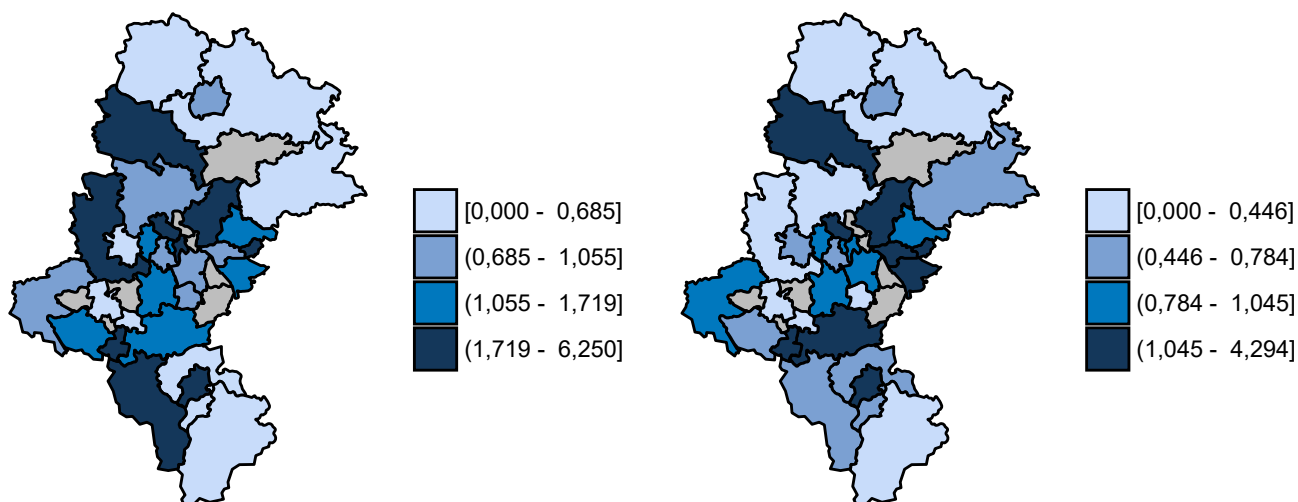 [0,000 - 0,685]
(0,685 - 1,055]
(1,055 - 1,719]
(1,719 - 6,250]
[0,000 - 0,446]
(0,446 - 0,784]
(0,784 - 1,045]
(1,045 - 4,294]